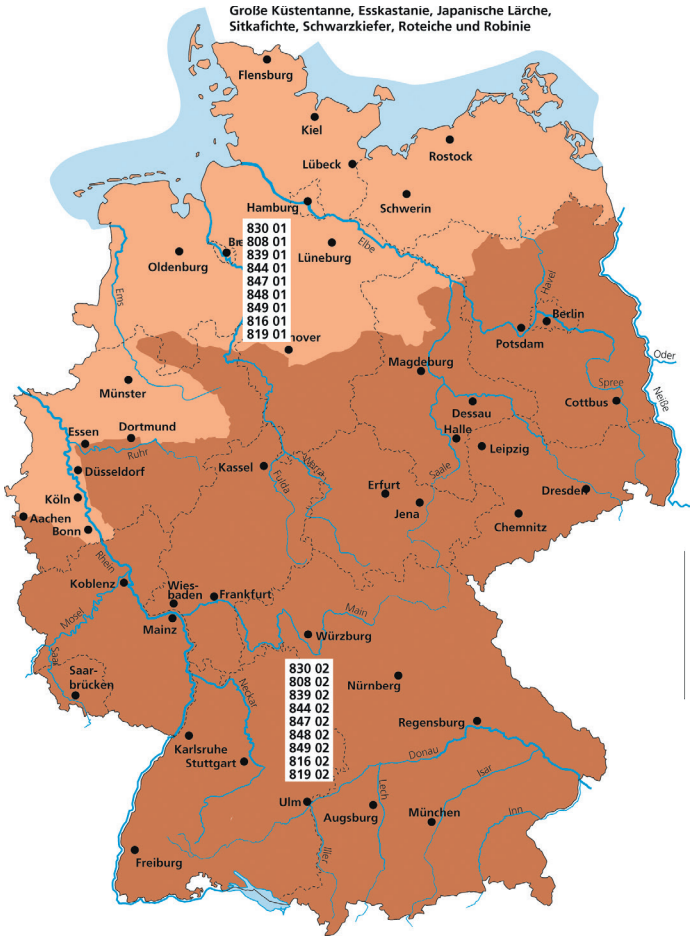 Große Küstentanne, Esskastanie, Japanische Lärche,
Sitkafichte, Schwarzkiefer, Roteiche und Robinie
Flensburg
Kiel
Rostock
Lübeck
Hamburg
Schwerin
830 01
808 01
839 01
844 01
847 01
848 01
849 01
816 01
819 01
Bre
Oldenburg
Lüneburg
Elbe
Ems
Havel
Berlin
nover
Potsdam
Oder
Magdeburg
Spree
Neiße
Münster
Dessau
Cottbus
Essen
Dortmund
Halle
Leipzig
Ruhr
Düsseldorf
Kassel
Werra
Fulda
Saale
Erfurt
Dresden
Köln
Jena
Chemnitz
Aachen
Bonn
Rhein
Koblenz
Wies-
baden
Frankfurt
Mosel
Mainz
Main
Würzburg
Saar
Saar-
brücken
830 02
808 02
839 02
844 02
847 02
848 02
849 02
816 02
819 02
Nürnberg
Neckar
Regensburg
Karlsruhe
Stuttgart
Donau
Isar
Lech
Ulm
Augsburg
München
Inn
Iller
Freiburg